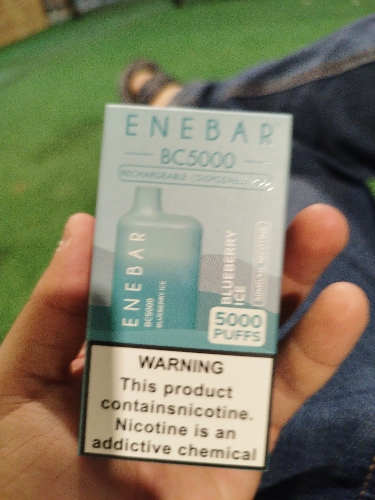 ENEBAR
BC5000
RECHARGEABLE DISPOSABLE
ENEBAR
BC5000
BLUEBERRY ICE
BLUEBERRY
ICE
5000
PUFFS
WARNING
This product
containsnicotine.
Nicotine is an
addictive chemical